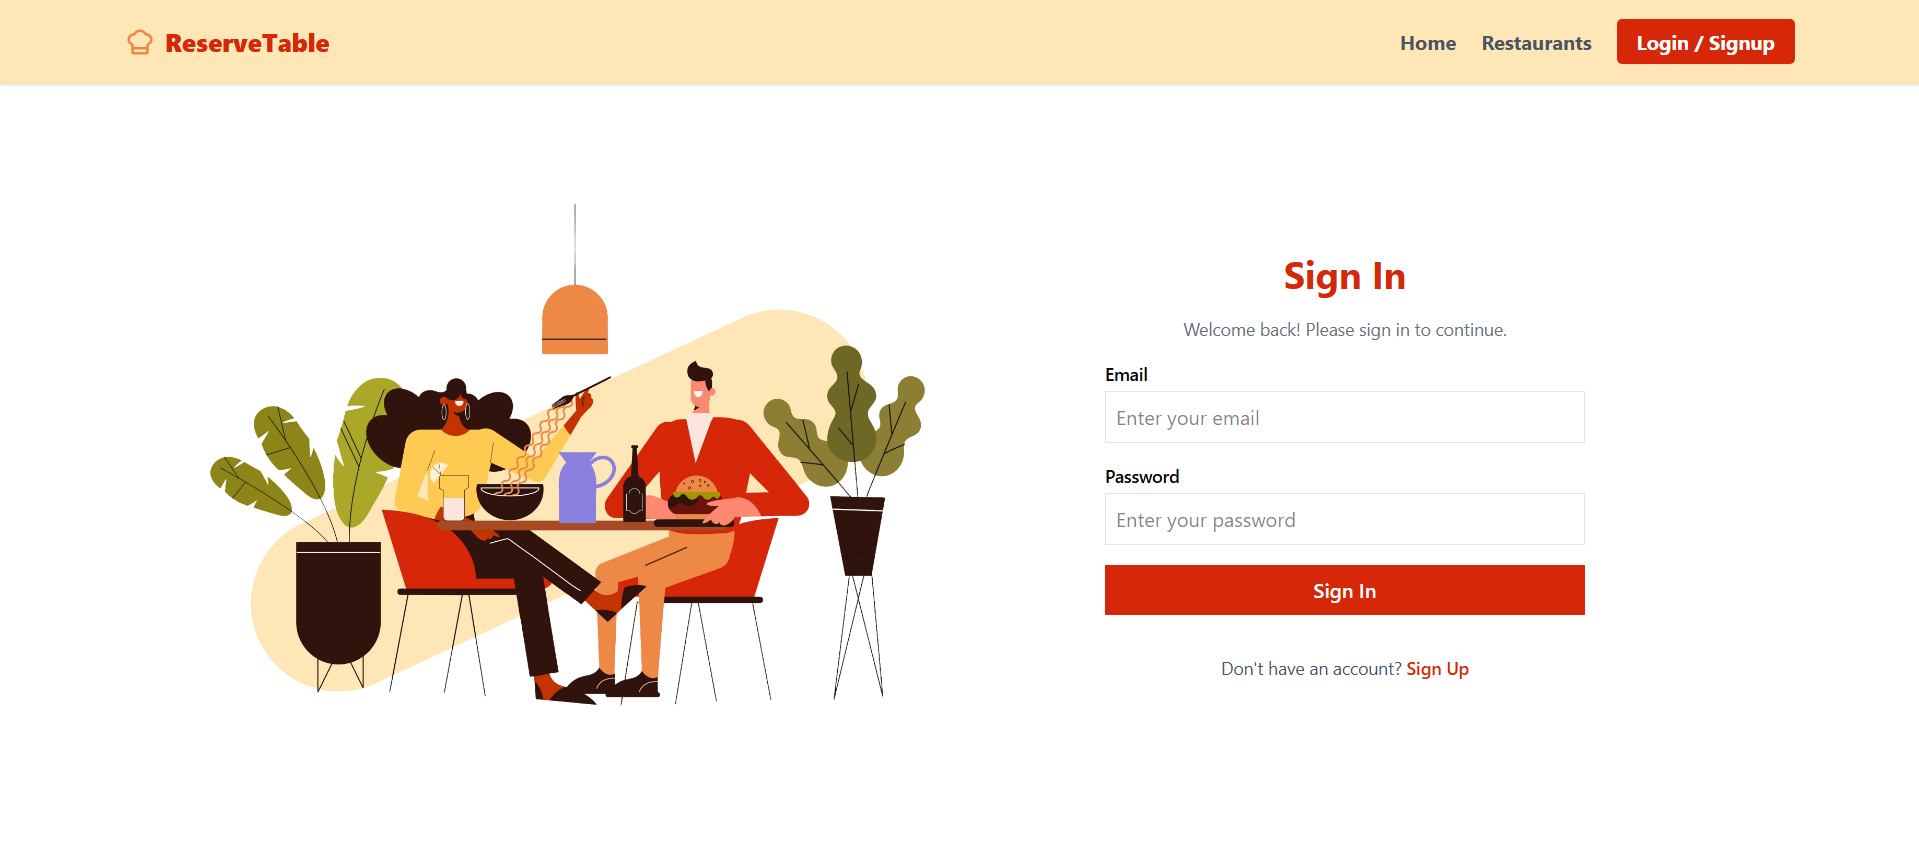 ReserveTable
Home Restaurants Login / Signup
Sign In
Welcome back! Please sign in to continue.
Email
Enter your email
Password
Enter your password
Sign In
Don't have an account? Sign Up